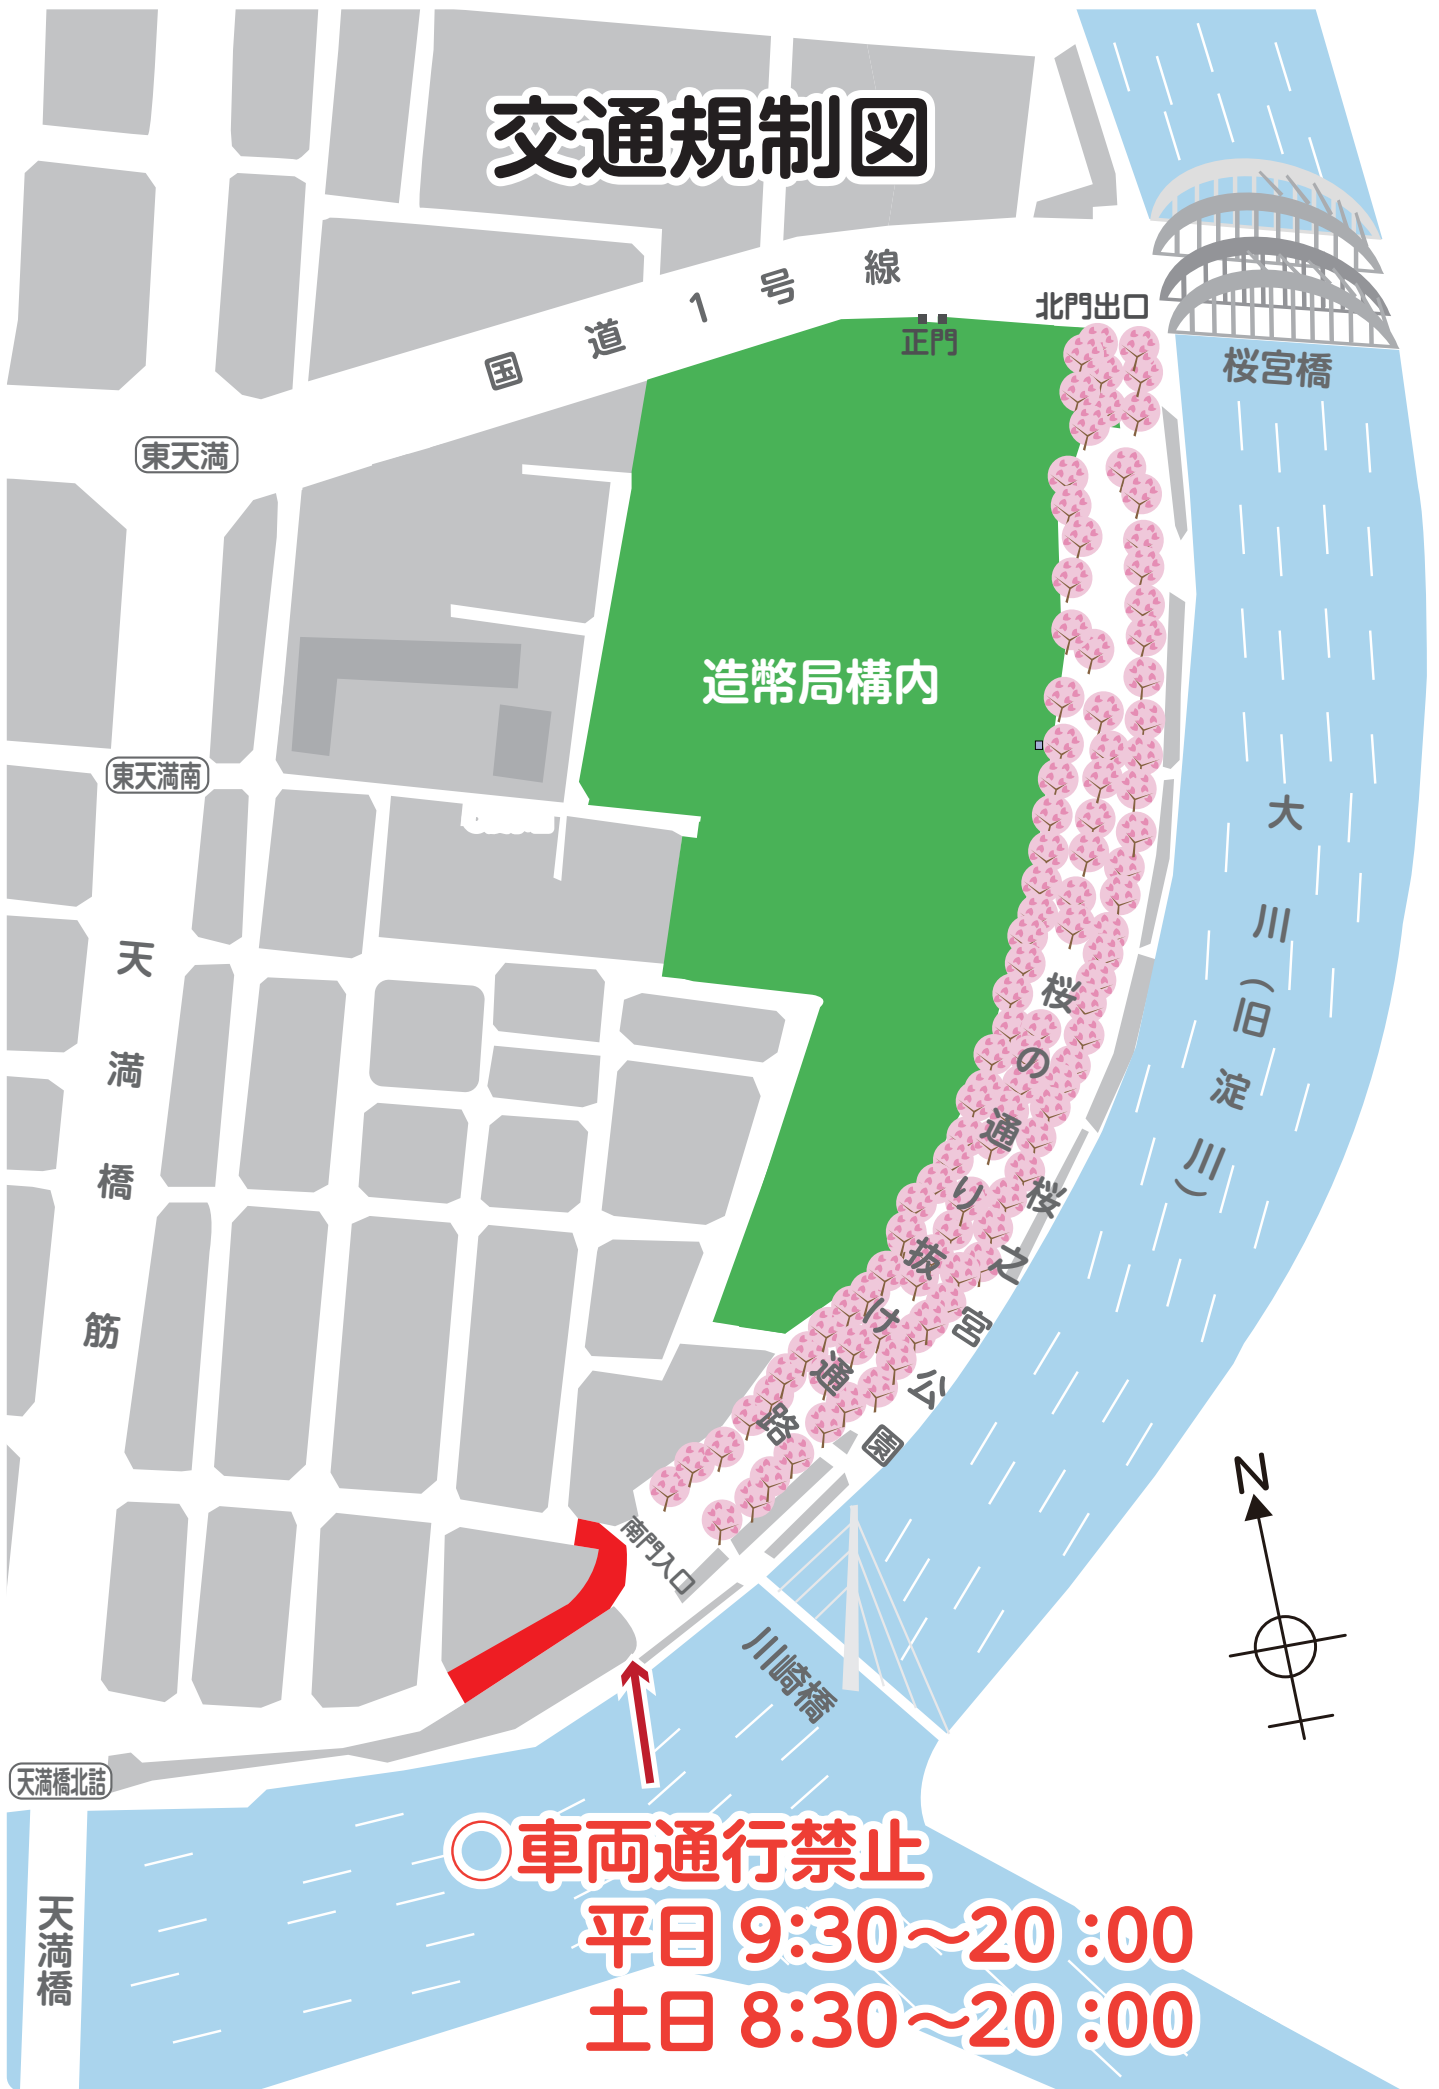 交通規制図
国道1号線
正門
北門出口
桜宮橋
東天満
造幣局構内
東天満南
大川（旧淀川）
天満橋筋
桜の通り抜け通路
桜之宮公園
N
南門入口
川崎橋
天満橋北詰
天満橋
◎車両通行禁止
平日 9:30～20:00
土日 8:30～20:00